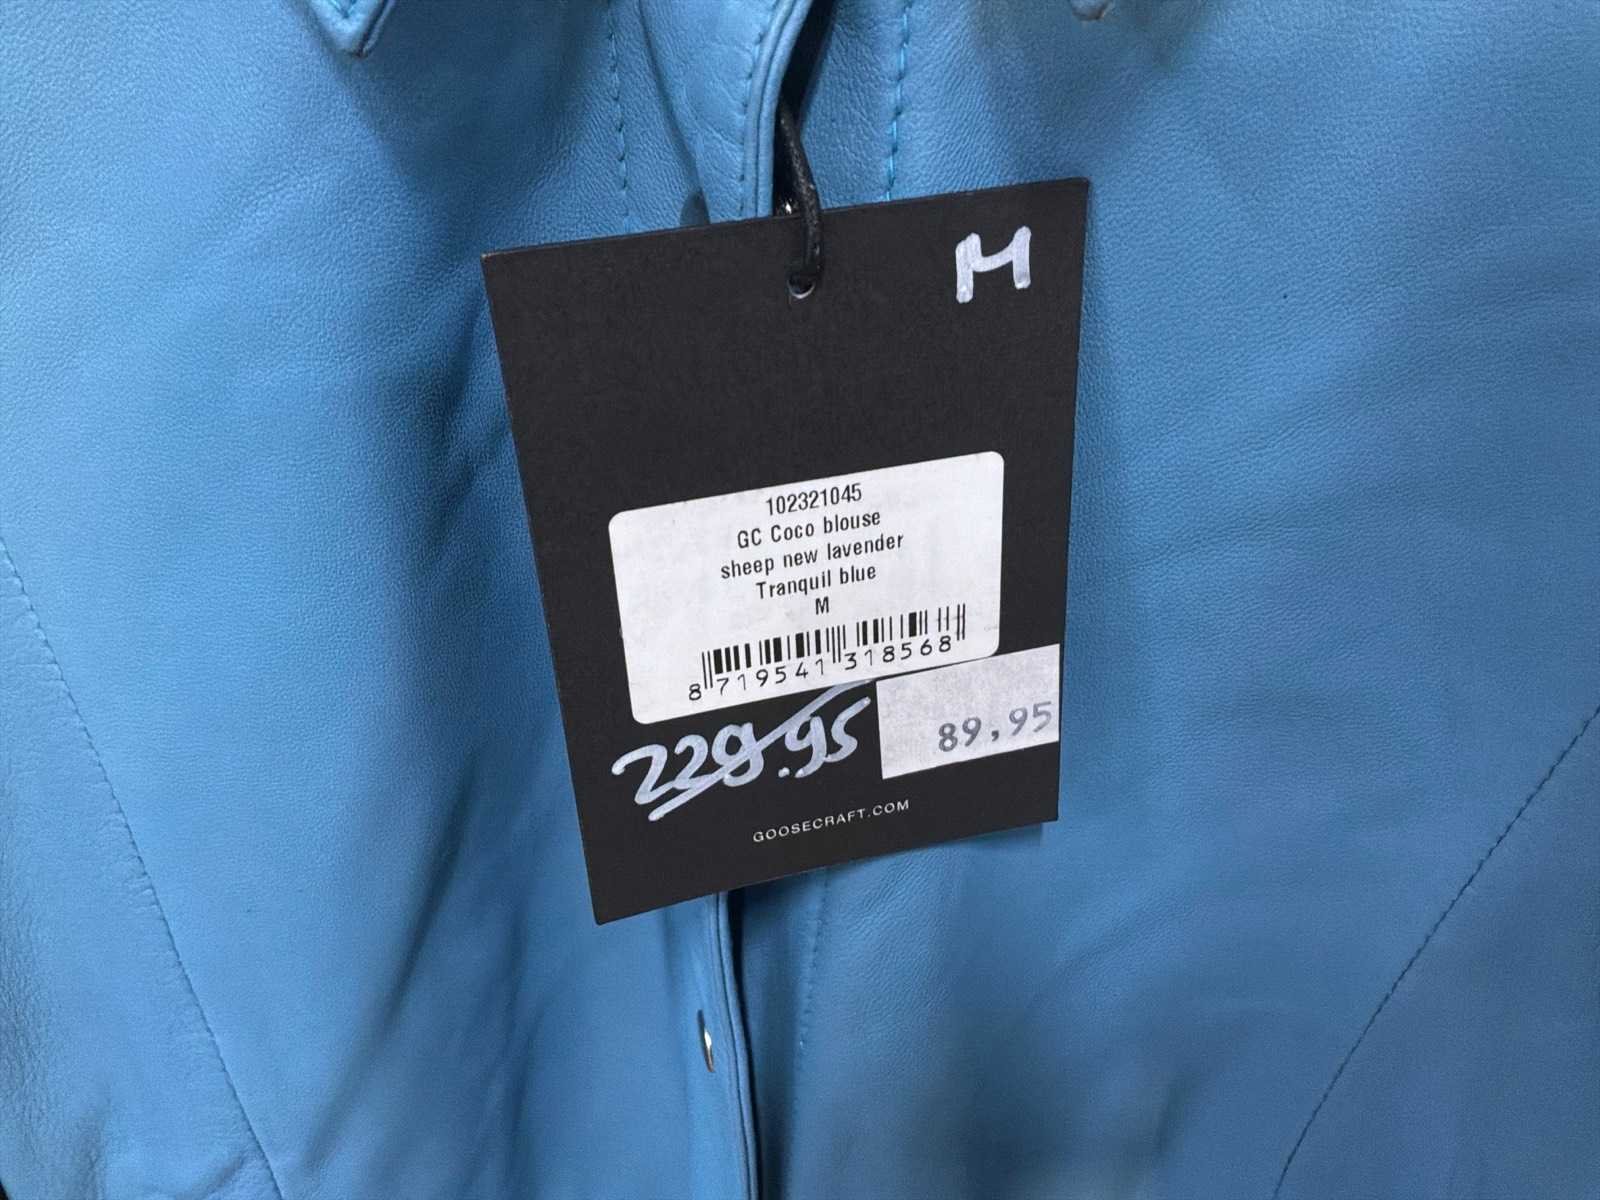 M
102321045
GC Coco blouse
sheep new lavender
Tranquil blue
M
8 719541 318568
229.95
89,95
GOOSECRAFT.COM